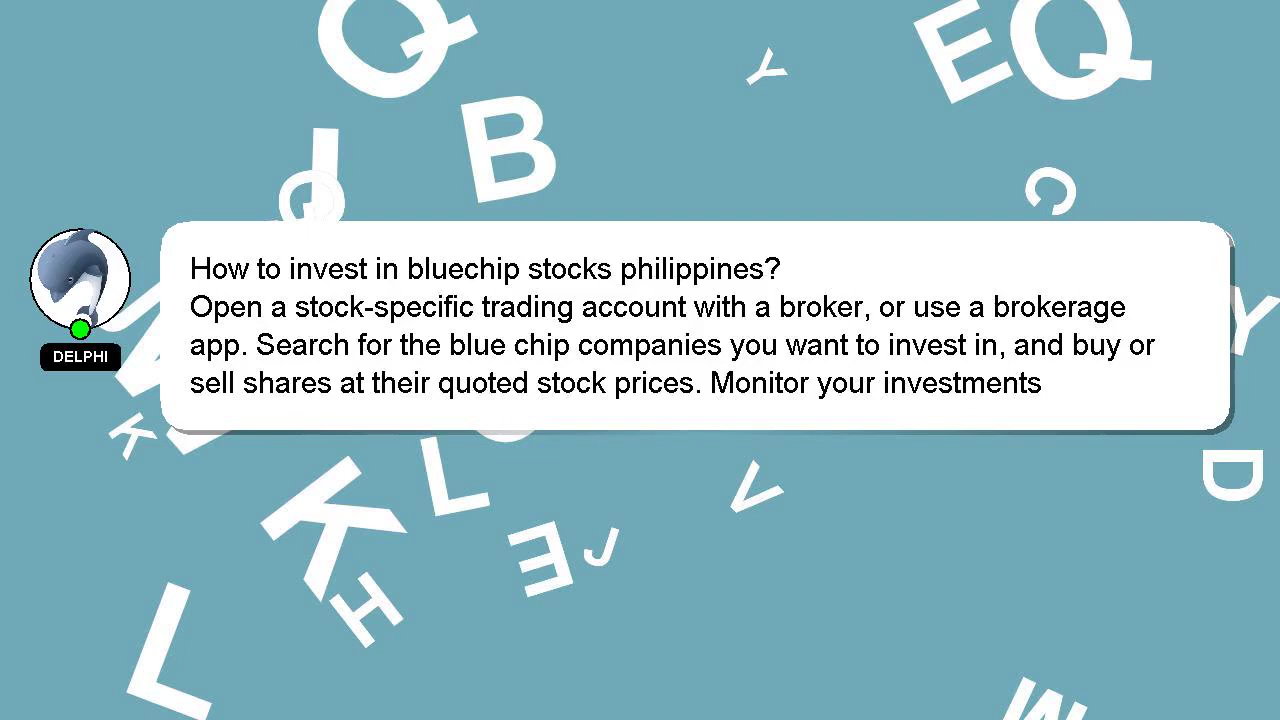 Q
E
Q
Y
B
J
Q
C
How to invest in bluechip stocks philippines?
Open a stock-specific trading account with a broker, or use a brokerage
app. Search for the blue chip companies you want to invest in, and buy or
sell shares at their quoted stock prices. Monitor your investments
DELPHI
Y
K
L
V
D
K
E
J
H
L
M